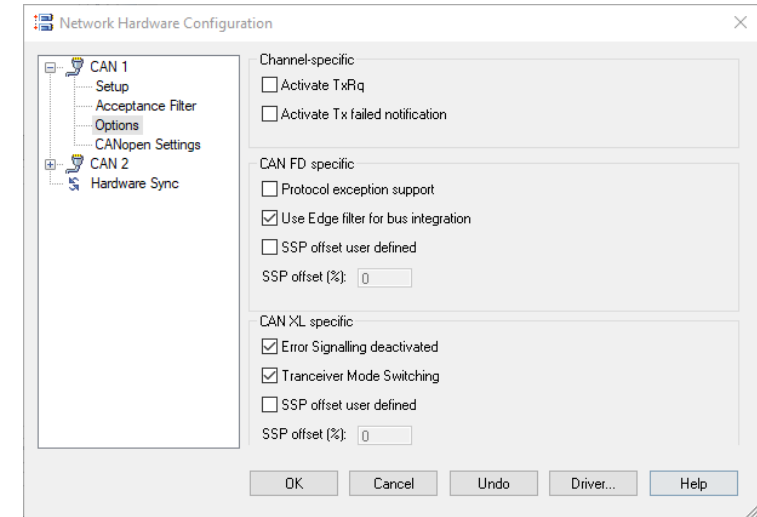 Network Hardware Configuration
CAN 1
Setup
Acceptance Filter
Options
CANopen Settings
CAN 2
Hardware Sync
Channel-specific
Activate TxRq
Activate Tx failed notification
CAN FD specific
Protocol exception support
Use Edge filter for bus integration
SSP offset user defined
SSP offset (%): 0
CAN XL specific
Error Signalling deactivated
Tranceiver Mode Switching
SSP offset user defined
SSP offset (%): 0
OK Cancel Undo Driver... Help